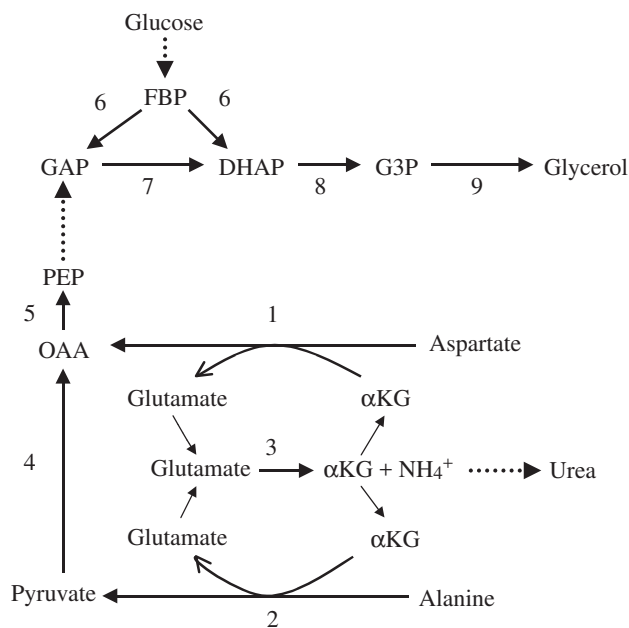 Glucose
6 FBP 6
GAP DHAP G3P Glycerol
7 8 9
PEP
5 1
OAA Aspartate
Glutamate αKG
4 3
Glutamate αKG + NH₄⁺ Urea
Glutamate αKG
Pyruvate Alanine
2